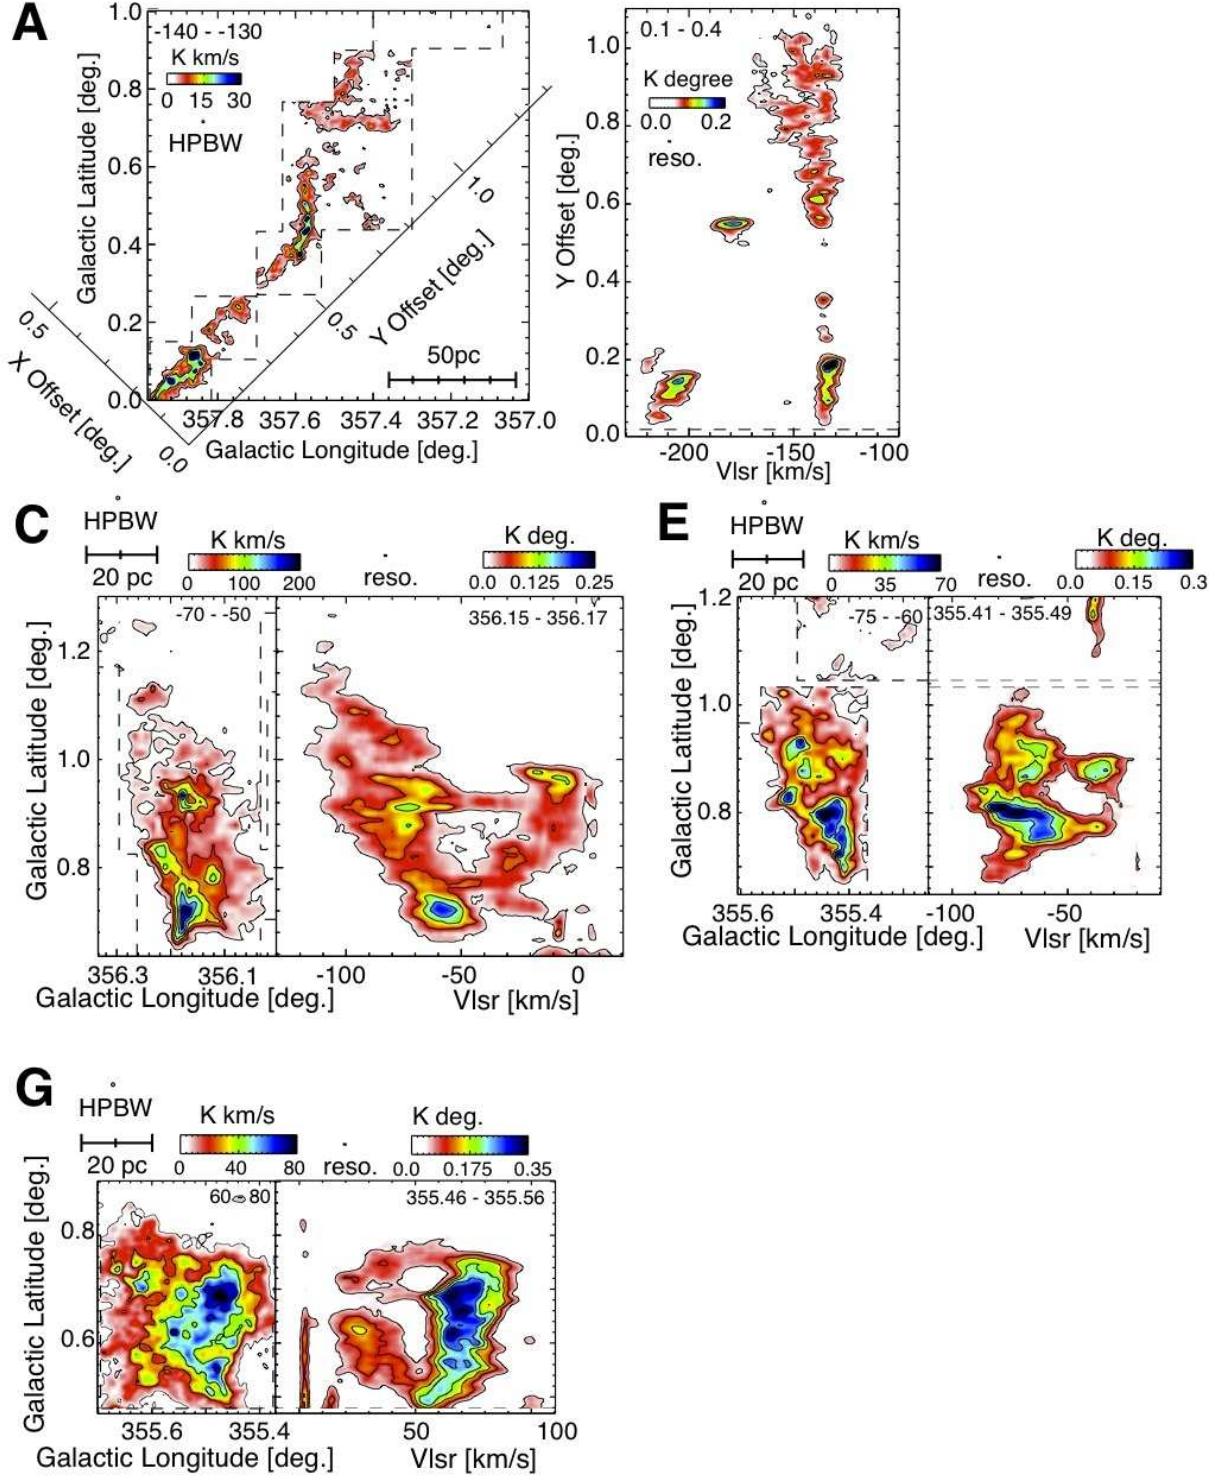 A
1.0
0.8
0.6
0.4
0.2
0.0
Galactic Latitude [deg.]
-140 - -130
K km/s
0 15 30
HPBW
50pc
357.8 357.6 357.4 357.2 357.0
Galactic Longitude [deg.]
0.5
0.0
X Offset [deg.]
0.5
1.0
Y Offset [deg.]
0.1 - 0.4
K degree
0.0 0.2
reso.
1.0
0.8
0.6
0.4
0.2
0.0
Y Offset [deg.]
-200 -150 -100
Vlsr [km/s]
C
HPBW
20 pc
K km/s
0 100 200
reso.
K deg.
0.0 0.125 0.25
-70 - -50
356.15 - 356.17
1.2
1.0
0.8
Galactic Latitude [deg.]
356.3 356.1
-100 -50 0
Galactic Longitude [deg.]
Vlsr [km/s]
E
HPBW
20 pc
K km/s
0 35 70
reso.
K deg.
0.0 0.15 0.3
-75 - -60
355.41 - 355.49
1.2
1.0
0.8
Galactic Latitude [deg.]
355.6 355.4
-100 -50
Galactic Longitude [deg.]
Vlsr [km/s]
G
HPBW
20 pc
K km/s
0 40 80
reso.
K deg.
0.0 0.175 0.35
60 80
355.46 - 355.56
0.8
0.6
Galactic Latitude [deg.]
355.6 355.4
50 100
Galactic Longitude [deg.]
Vlsr [km/s]